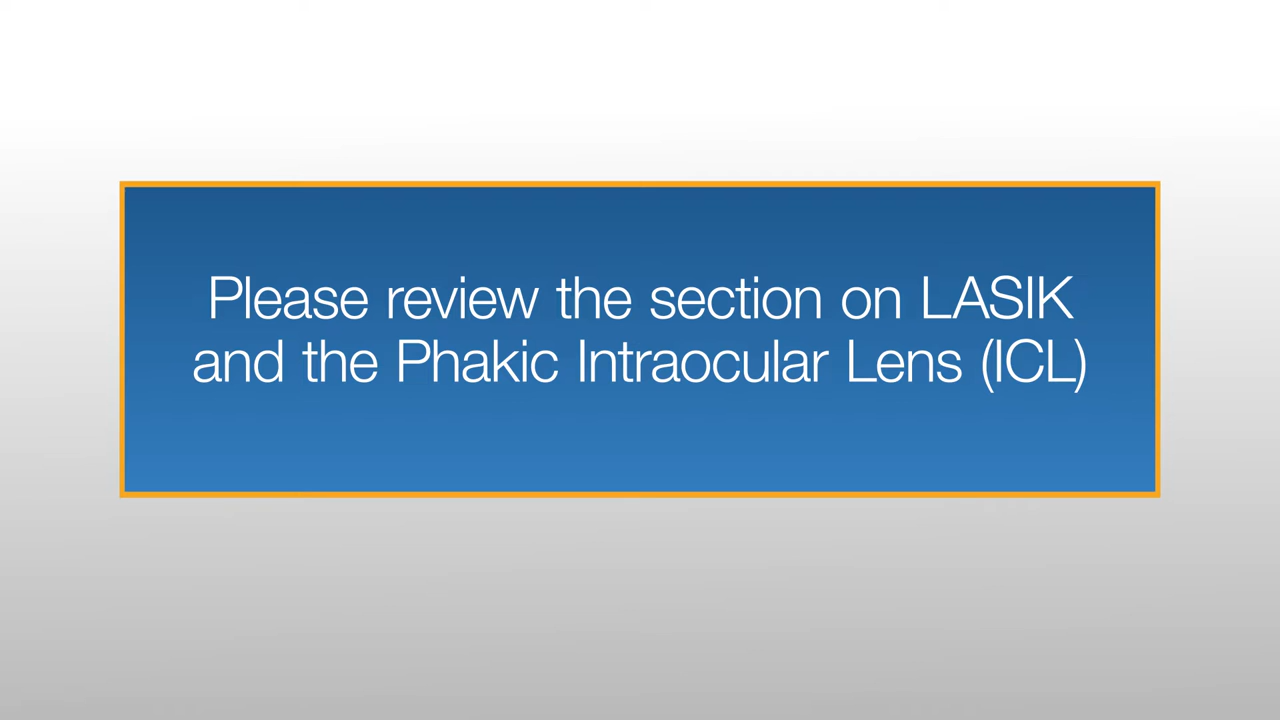 Please review the section on LASIK
and the Phakic Intraocular Lens (ICL)